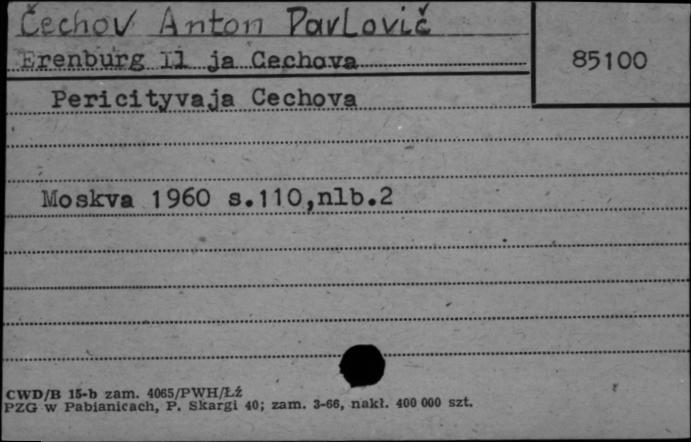 Čechov Anton Pavlovič
Erenburg Il ja Cechova
85100
Pericityvaja Cechova
Moskva 1960 s.110,nlb.2
CWD/B 15-b zam. 4065/PWH/Łź
PZG w Pabianicach, P. Skargi 40; zam. 3-66, nakł. 400 000 szt.